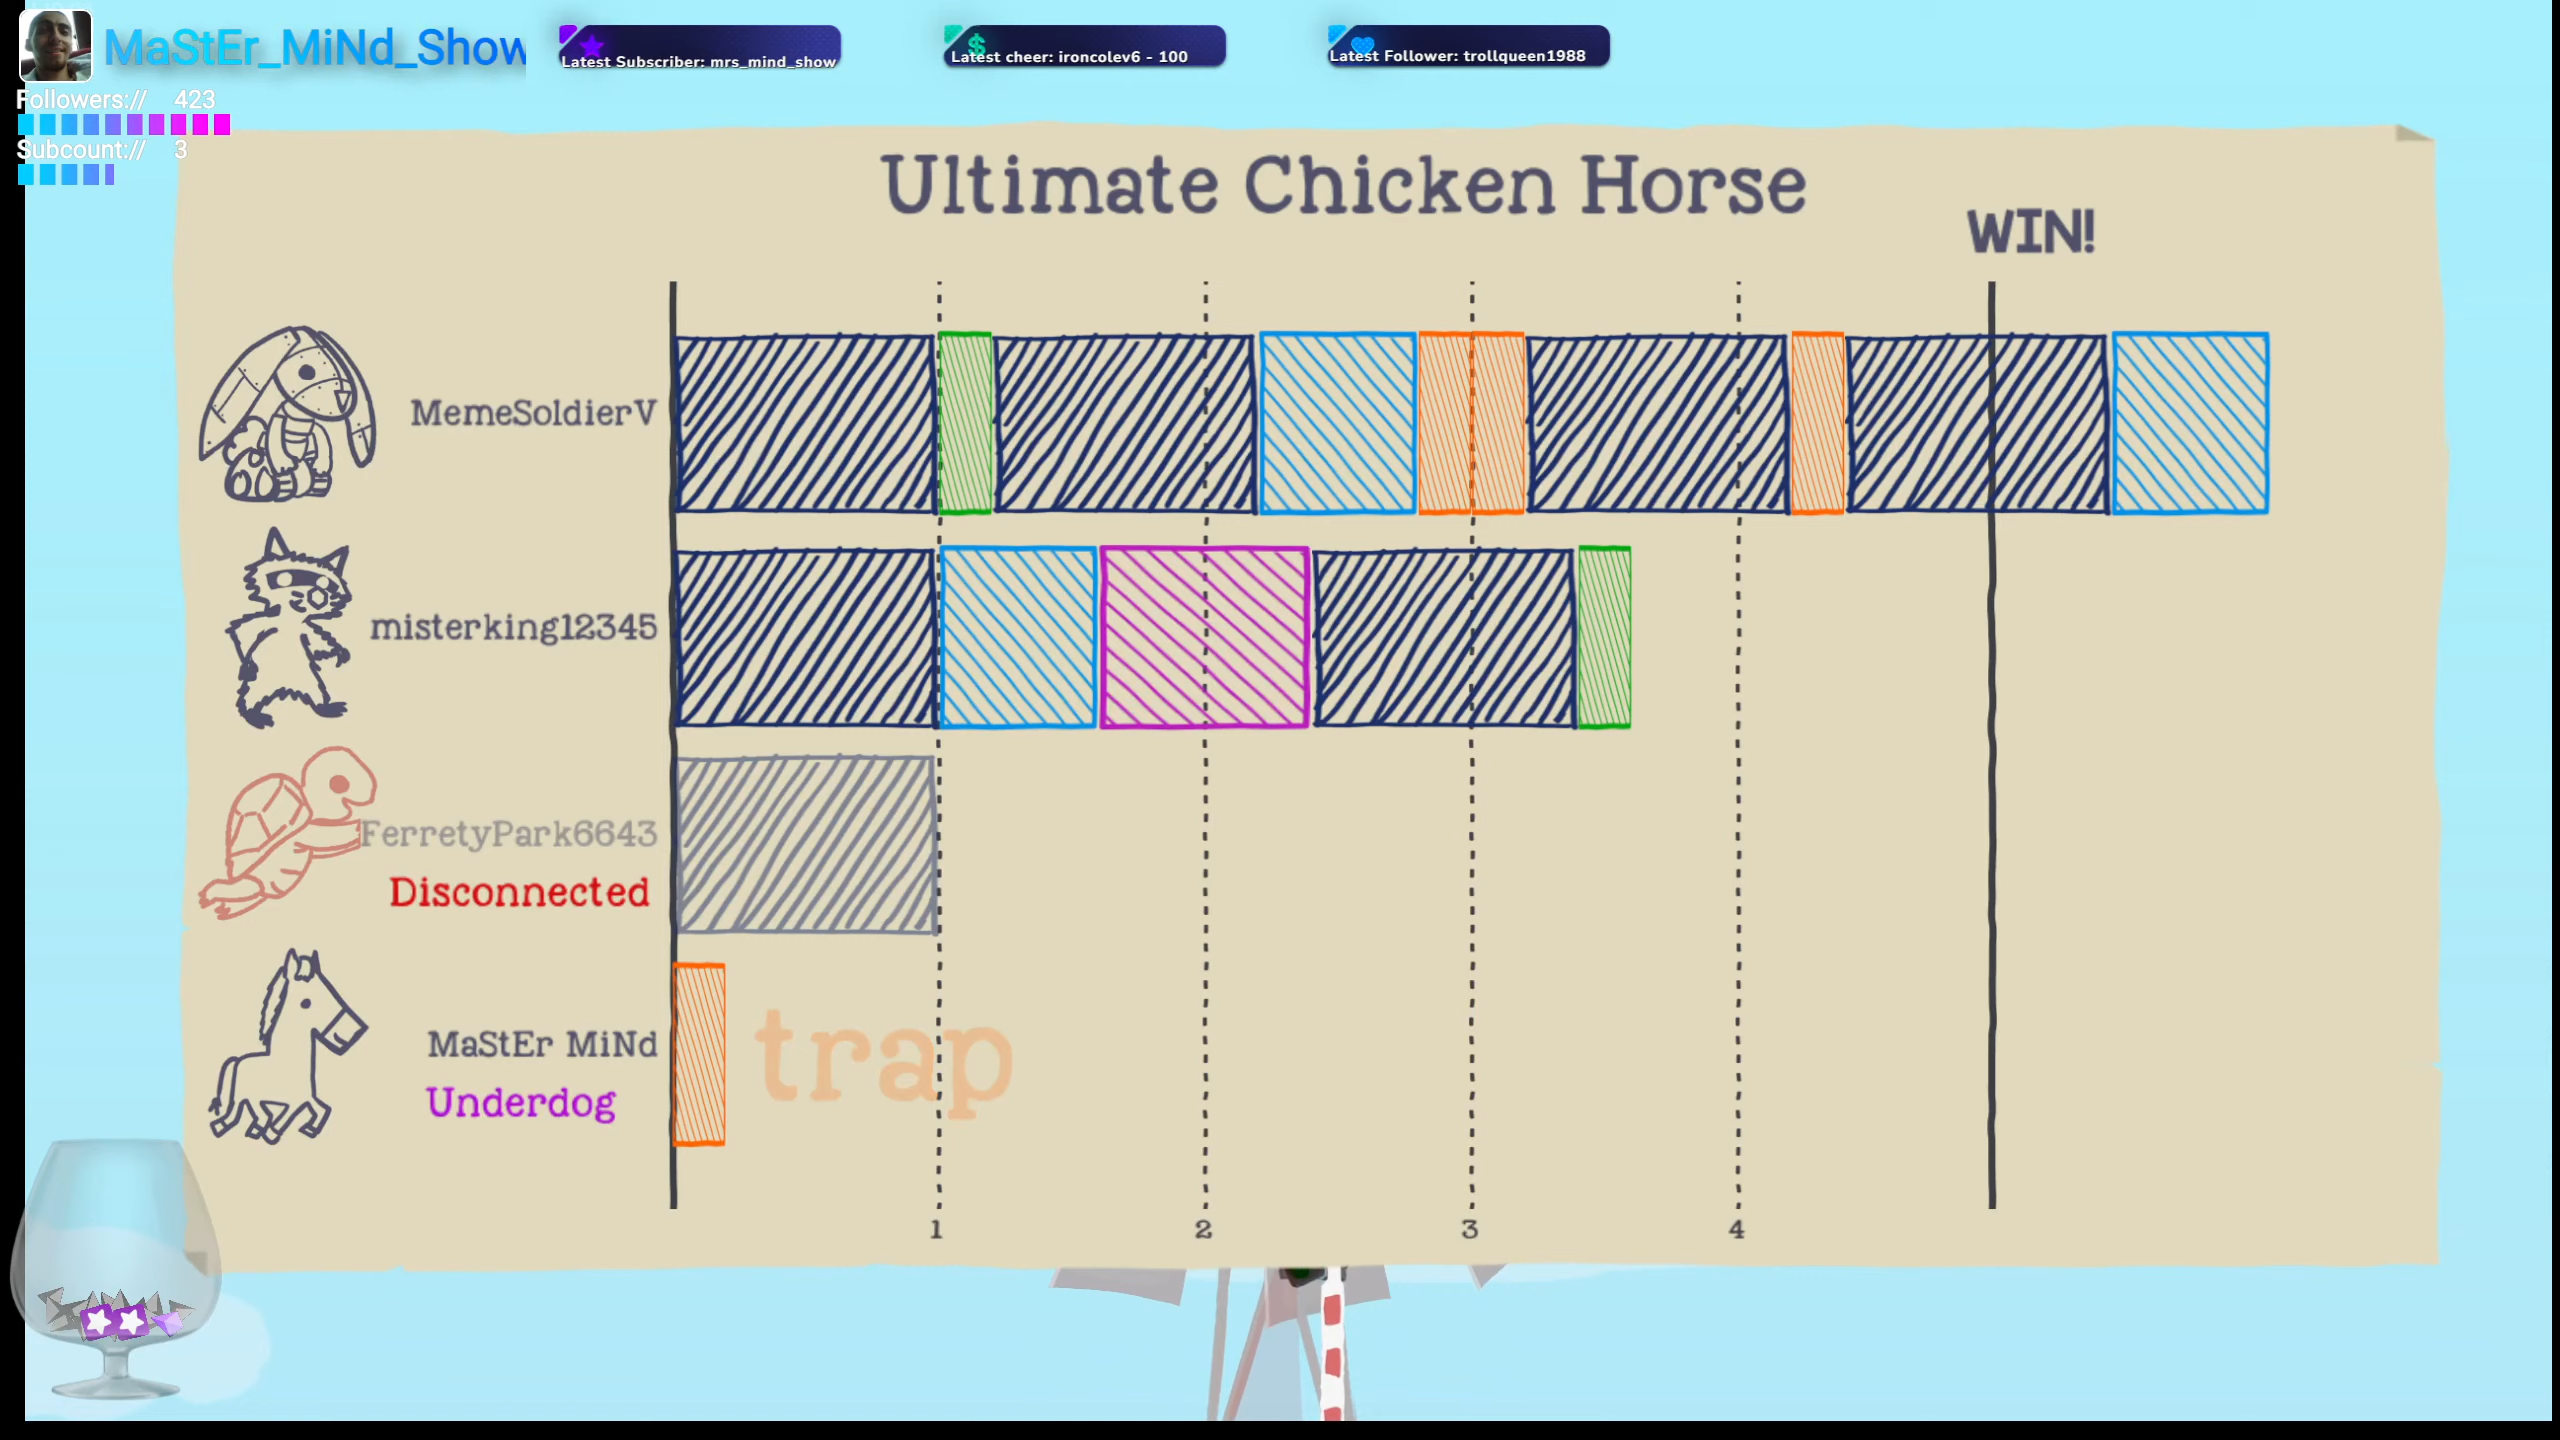 MaStEr_MiNd_Show
Latest Subscriber: mrs_mind_show
Latest cheer: ironcolev6 - 100
Latest Follower: trollqueen1988
Followers:// 423
Subcount:// 3
Ultimate Chicken Horse
WIN!
MemeSoldierV
misterking12345
FerretyPark6643
Disconnected
MaStEr MiNd
Underdog
trap
1 2 3 4